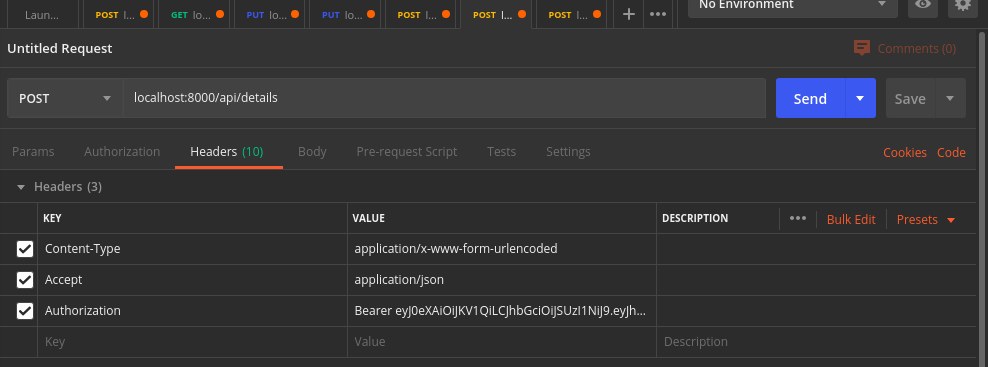 Laun... POST l... GET lo... PUT lo... PUT lo... POST l... POST l... POST l... + ••• No Environment
Untitled Request Comments (0)
POST localhost:8000/api/details Send Save
Params Authorization Headers (10) Body Pre-request Script Tests Settings Cookies Code
Headers (3)
KEY VALUE DESCRIPTION ••• Bulk Edit Presets
Content-Type application/x-www-form-urlencoded
Accept application/json
Authorization Bearer eyJ0eXAiOiJKV1QiLCJhbGciOiJSUzI1NiJ9.eyJh...
Key Value Description